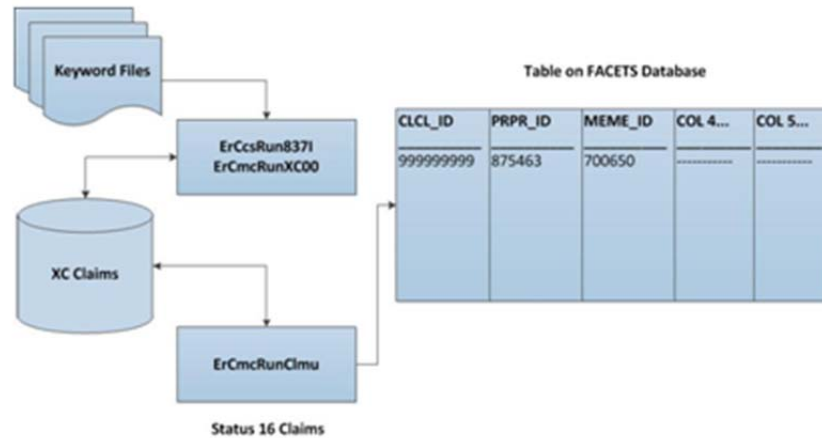 Keyword Files
Table on FACETS Database
ErCcsRun837I
ErCmcRunXC00
CLCL_ID PRPR_ID MEME_ID COL 4... COL 5...
999999999 875463 700650 ----------- -----------
XC Claims
ErCmcRunClmu
Status 16 Claims